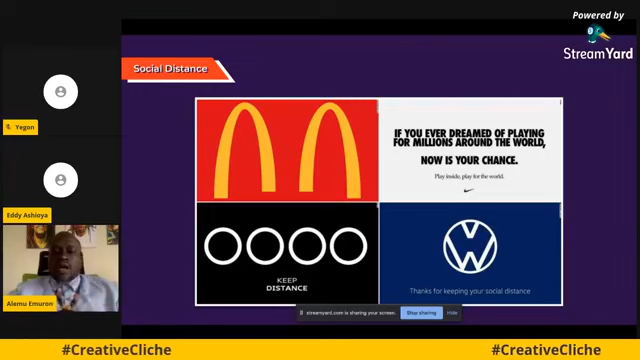 Powered by
StreamYard
Social Distance
Yegon
Eddy Ashioya
Alemu Emuron
IF YOU EVER DREAMED OF PLAYING
FOR MILLIONS AROUND THE WORLD,
NOW IS YOUR CHANCE.
Play inside, play for the world.
KEEP
DISTANCE
Thanks for keeping your social distance
streamyard.com is sharing your screen.
Stop sharing
Hide
#CreativeCliche
#CreativeCliche